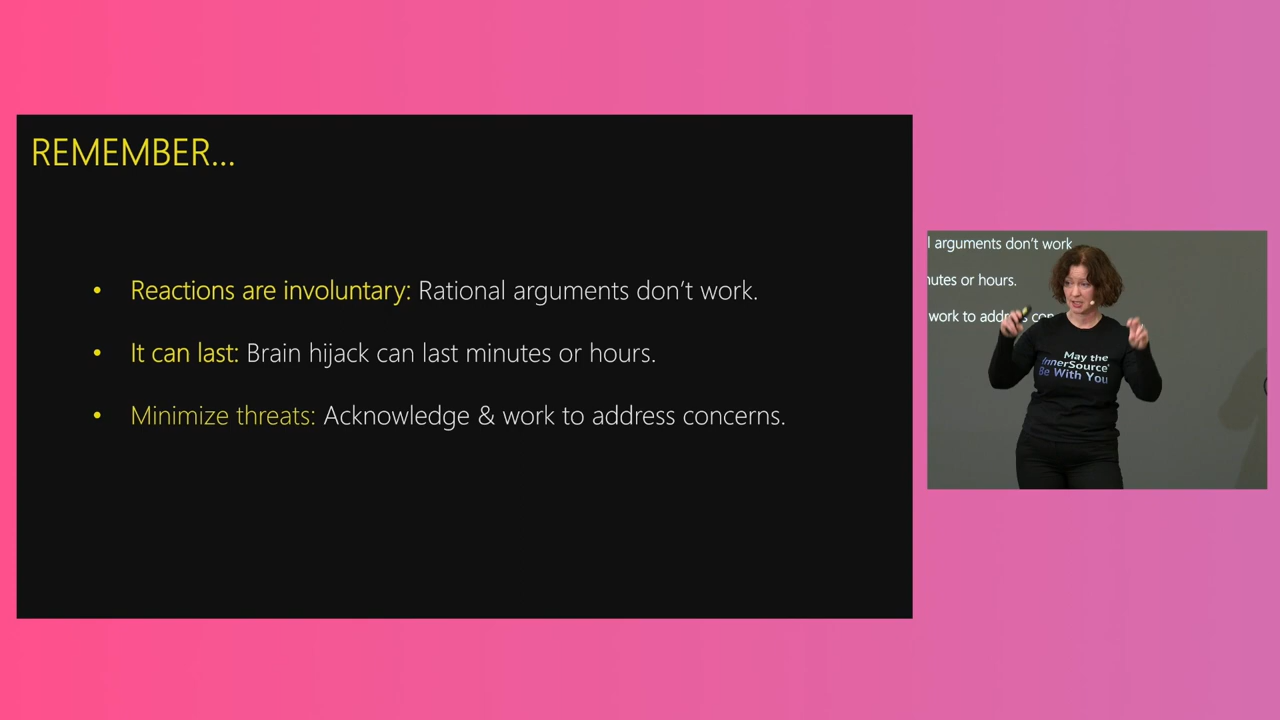 REMEMBER...
• Reactions are involuntary: Rational arguments don't work.
• It can last: Brain hijack can last minutes or hours.
• Minimize threats: Acknowledge & work to address concerns.
l arguments don't work
nutes or hours.
work to address con
May the
InnerSource
Be With You